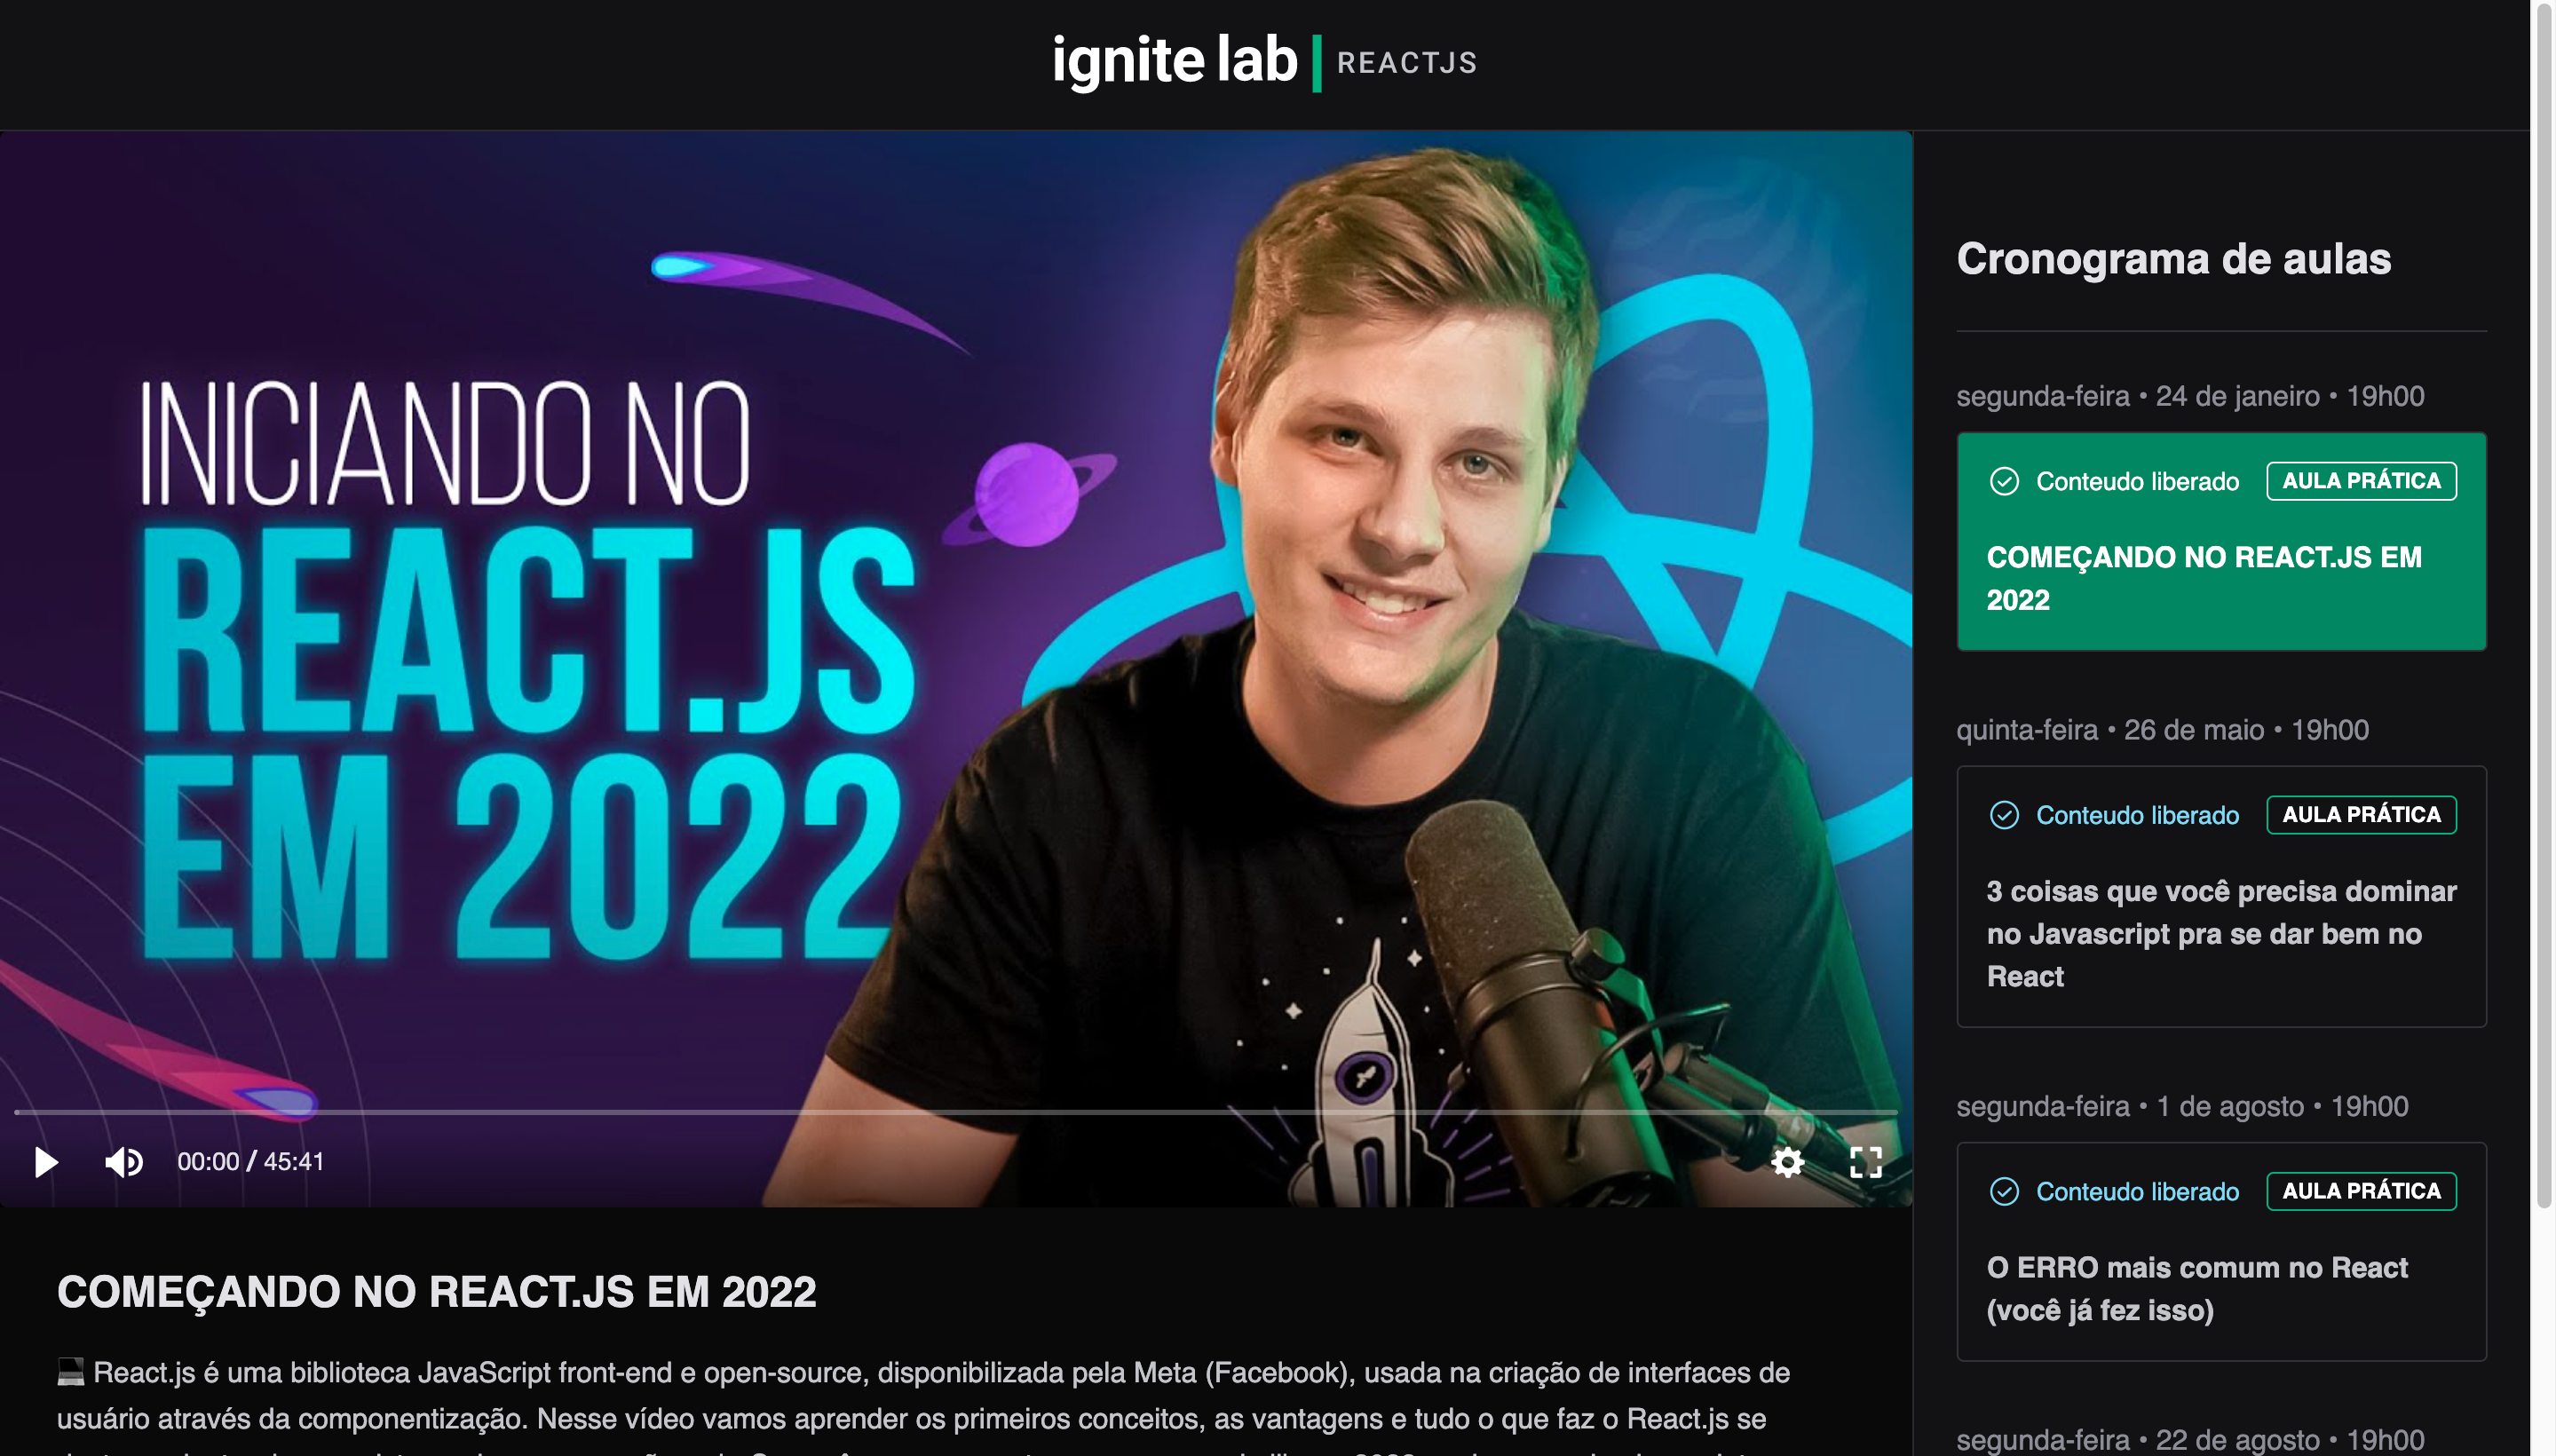 ignite lab | REACTJS
INICIANDO NO
REACT.JS
EM 2022
00:00 / 45:41
COMEÇANDO NO REACT.JS EM 2022
💻 React.js é uma biblioteca JavaScript front-end e open-source, disponibilizada pela Meta (Facebook), usada na criação de interfaces de
usuário através da componentização. Nesse vídeo vamos aprender os primeiros conceitos, as vantagens e tudo o que faz o React.js se
Cronograma de aulas
segunda-feira • 24 de janeiro • 19h00
Conteudo liberado AULA PRÁTICA
COMEÇANDO NO REACT.JS EM
2022
quinta-feira • 26 de maio • 19h00
Conteudo liberado AULA PRÁTICA
3 coisas que você precisa dominar
no Javascript pra se dar bem no
React
segunda-feira • 1 de agosto • 19h00
Conteudo liberado AULA PRÁTICA
O ERRO mais comum no React
(você já fez isso)
segunda-feira • 22 de agosto • 19h00